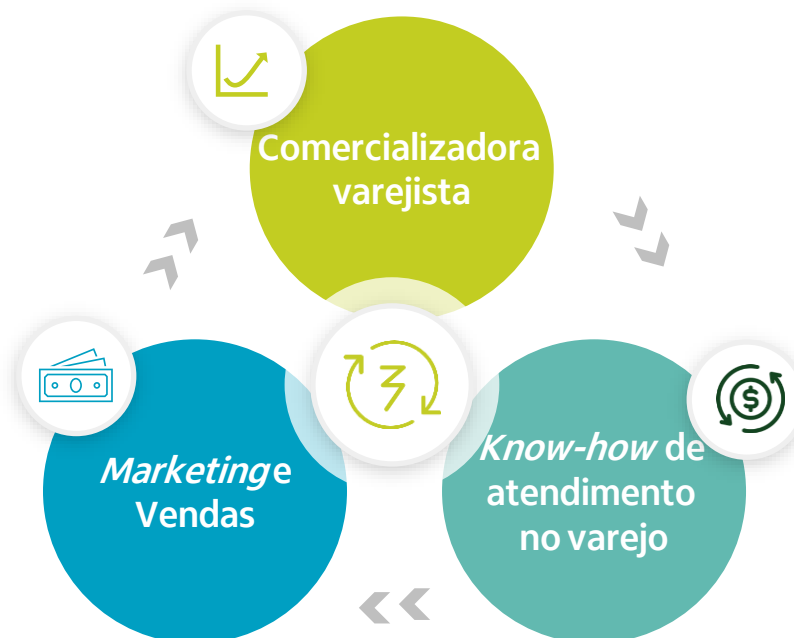 Comercializadora
varejista
Marketing e
Vendas
Know-how de
atendimento
no varejo
$